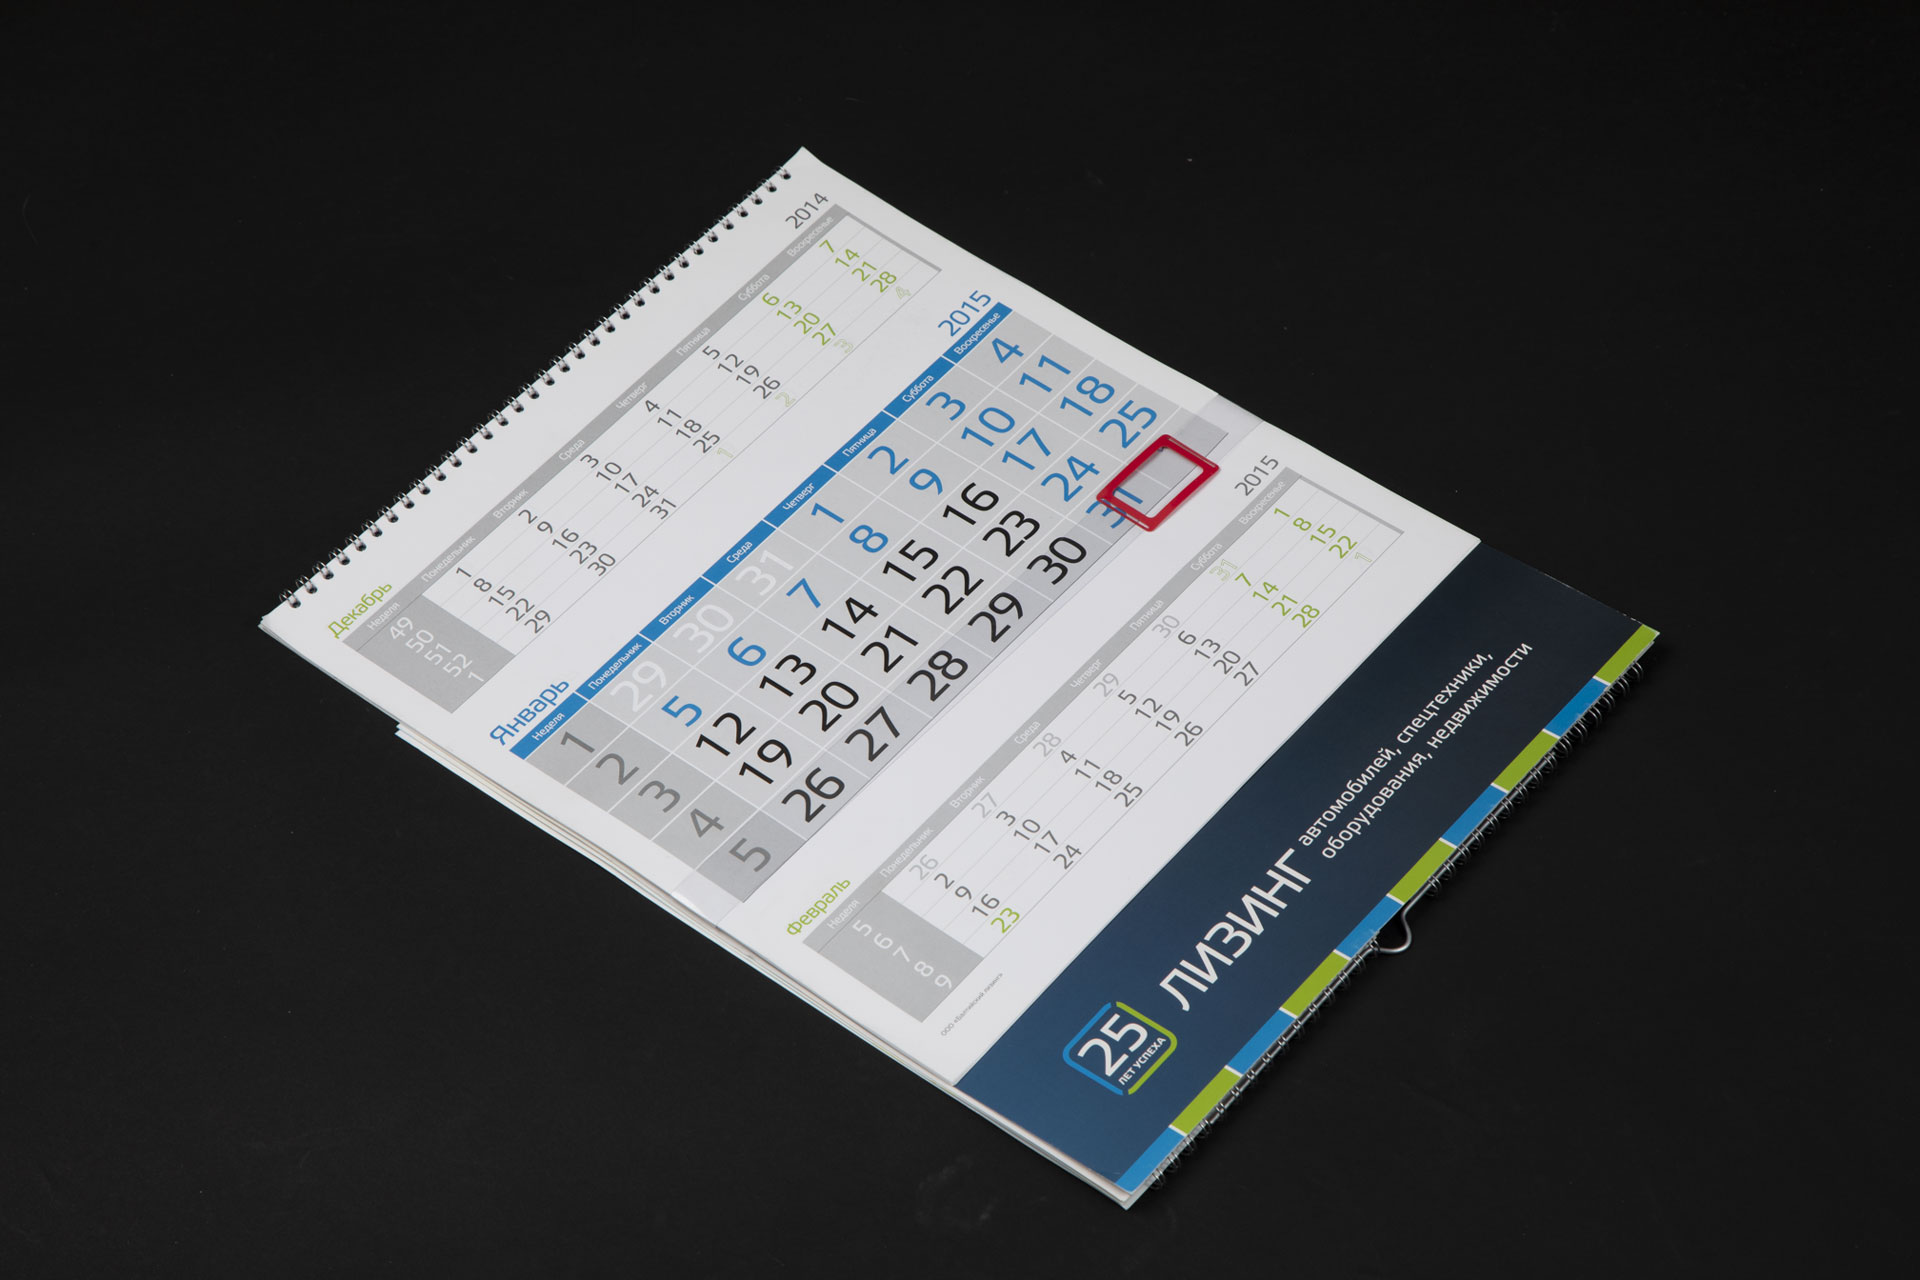 Декабрь 2014
Неделя Понедельник Вторник Среда Четверг Пятница Суббота Воскресенье
49 1 2 3 4 5 6 7
50 8 9 10 11 12 13 14
51 15 16 17 18 19 20 21
52 22 23 24 25 26 27 28
1 29 30 31 1 2 3 4
Январь 2015
Неделя Понедельник Вторник Среда Четверг Пятница Суббота Воскресенье
1 29 30 31 1 2 3 4
2 5 6 7 8 9 10 11
3 12 13 14 15 16 17 18
4 19 20 21 22 23 24 25
5 26 27 28 29 30 31
Февраль 2015
Неделя Понедельник Вторник Среда Четверг Пятница Суббота Воскресенье
5 26 27 28 29 30 31 1
6 2 3 4 5 6 7 8
7 9 10 11 12 13 14 15
8 16 17 18 19 20 21 22
9 23 24 25 26 27 28 1
ООО «Балтийский лизинг»
25
ЛЕТ УСПЕХА
ЛИЗИНГ
автомобилей, спецтехники,
оборудования, недвижимости